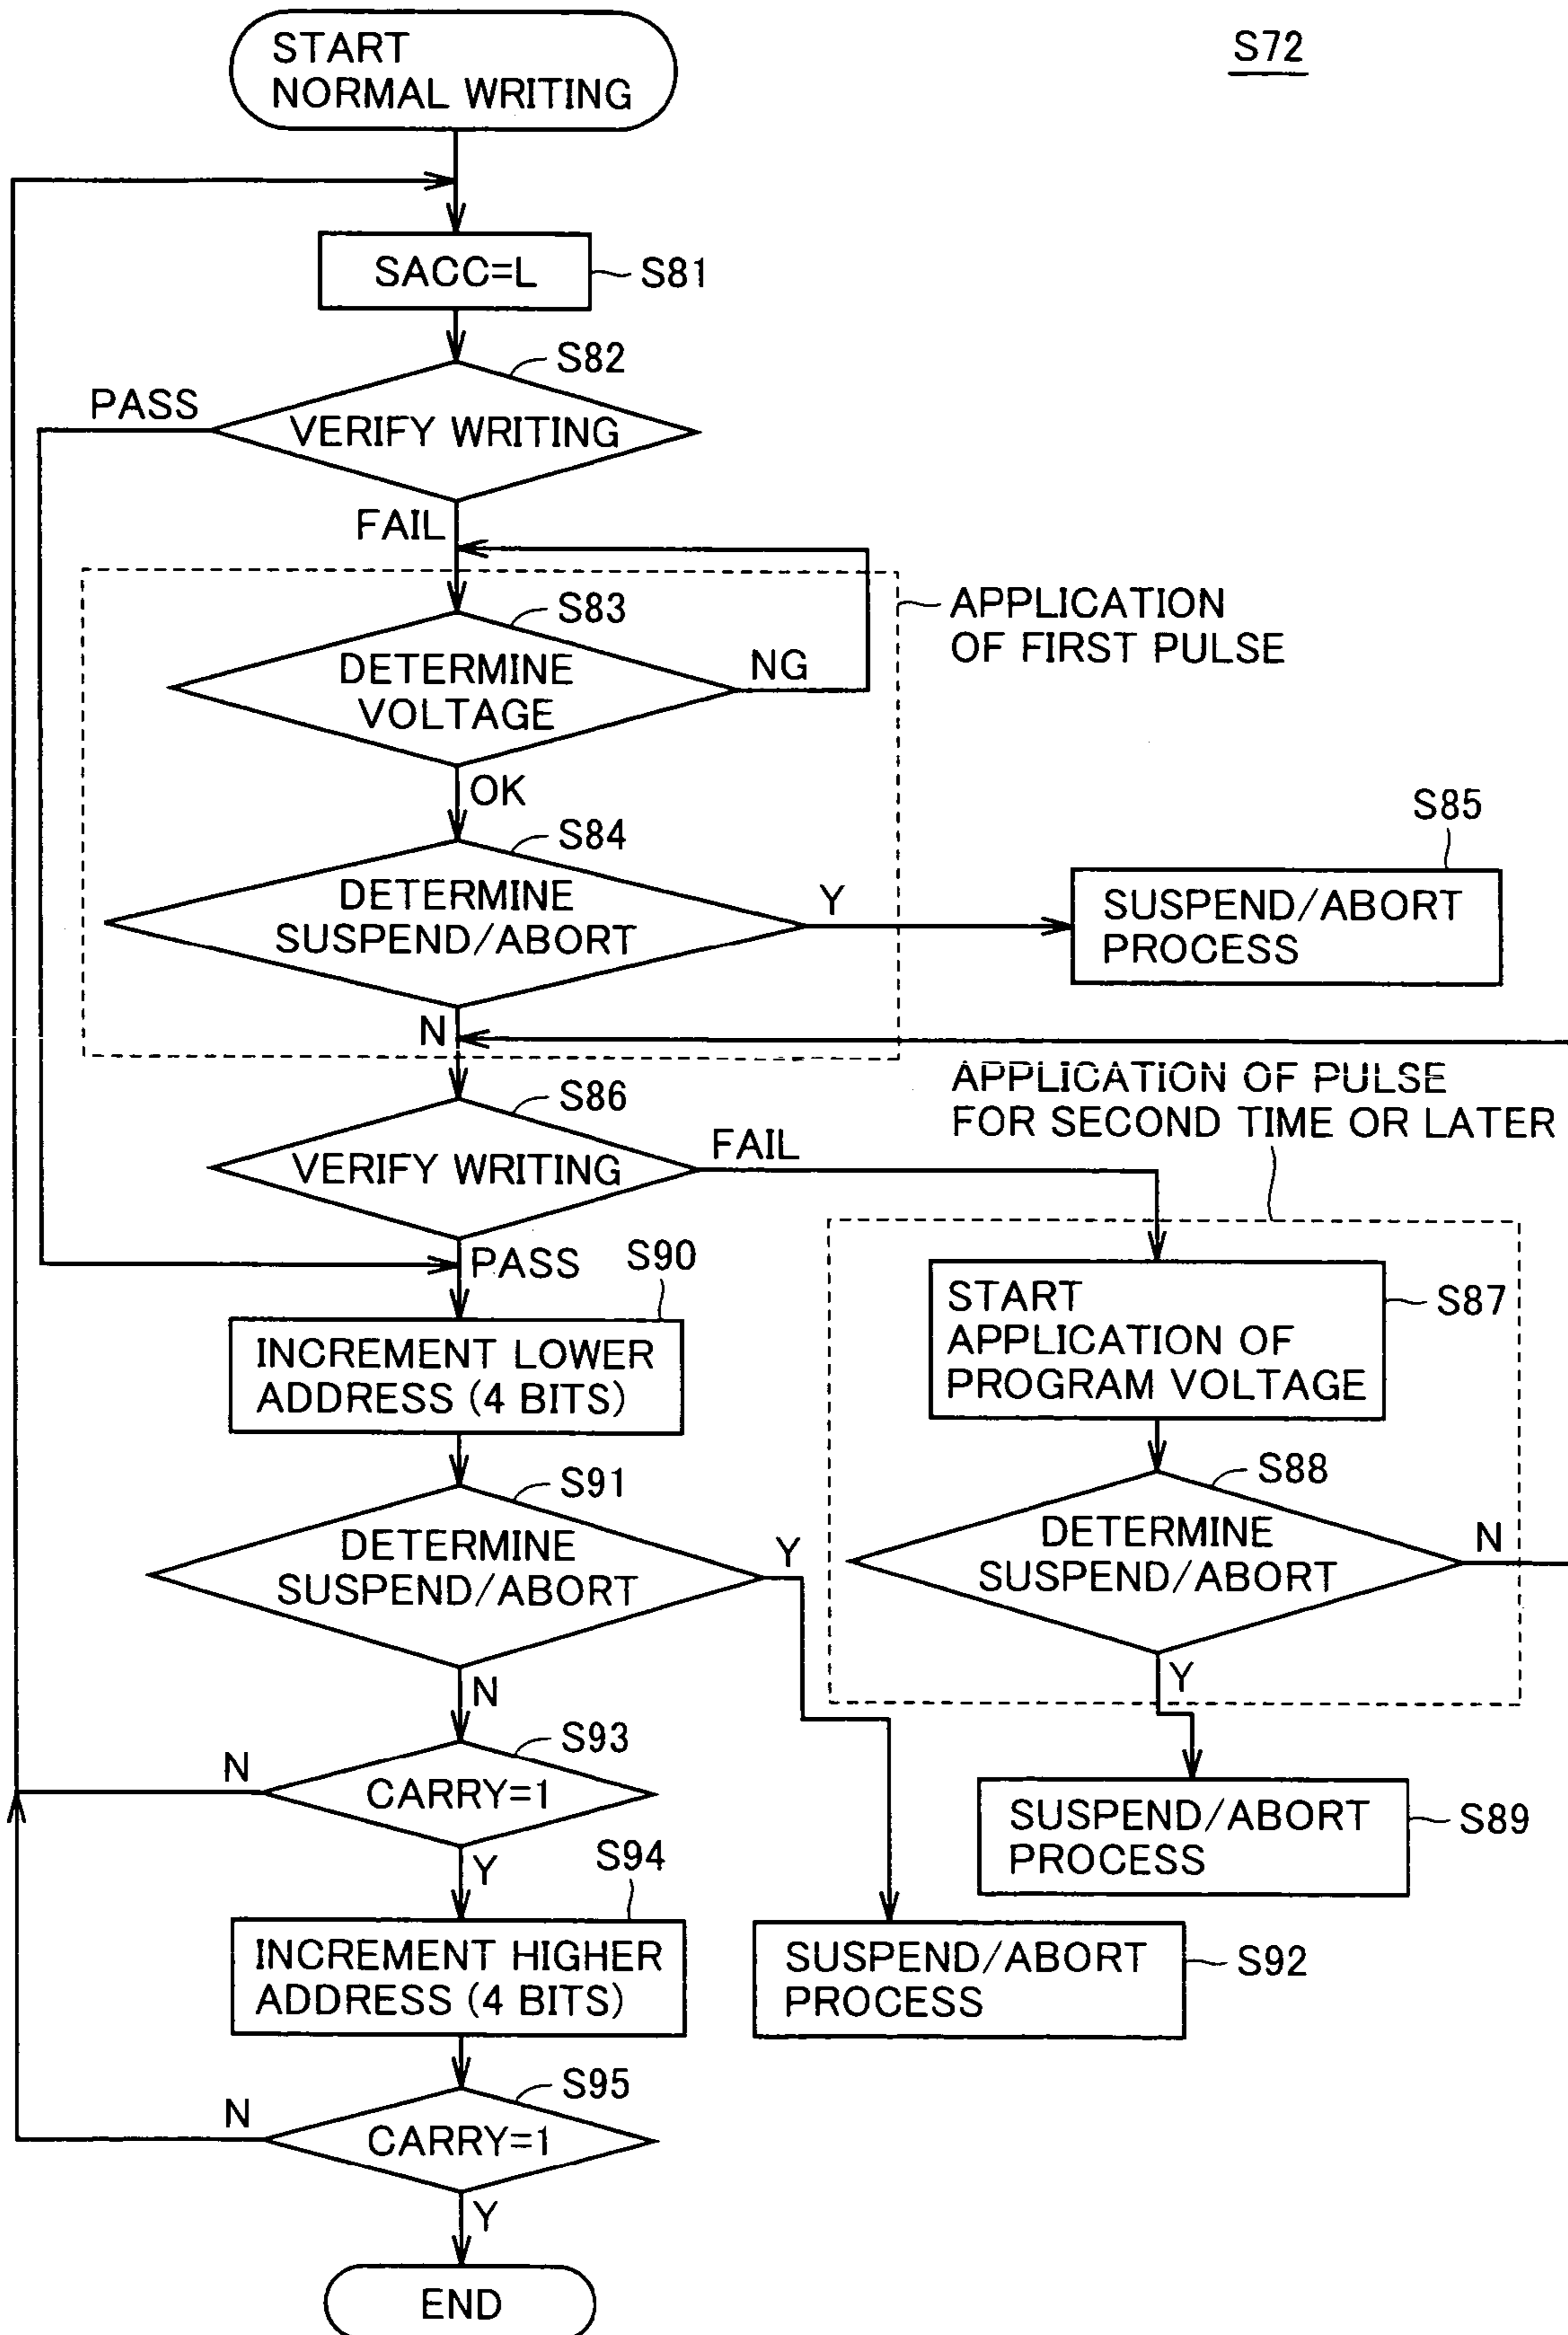 START
NORMAL WRITING
S72
SACC=L
S81
S82
PASS
VERIFY WRITING
FAIL
S83
APPLICATION
OF FIRST PULSE
DETERMINE
VOLTAGE
NG
OK
S84
DETERMINE
SUSPEND/ABORT
Y
S85
SUSPEND/ABORT
PROCESS
N
APPLICATION OF PULSE
FOR SECOND TIME OR LATER
S86
VERIFY WRITING
FAIL
PASS
S90
INCREMENT LOWER
ADDRESS (4 BITS)
START
APPLICATION OF
PROGRAM VOLTAGE
S87
S91
DETERMINE
SUSPEND/ABORT
Y
S88
DETERMINE
SUSPEND/ABORT
N
Y
N
S93
N
CARRY=1
SUSPEND/ABORT
PROCESS
S89
Y
S94
INCREMENT HIGHER
ADDRESS (4 BITS)
SUSPEND/ABORT
PROCESS
S92
S95
N
CARRY=1
Y
END